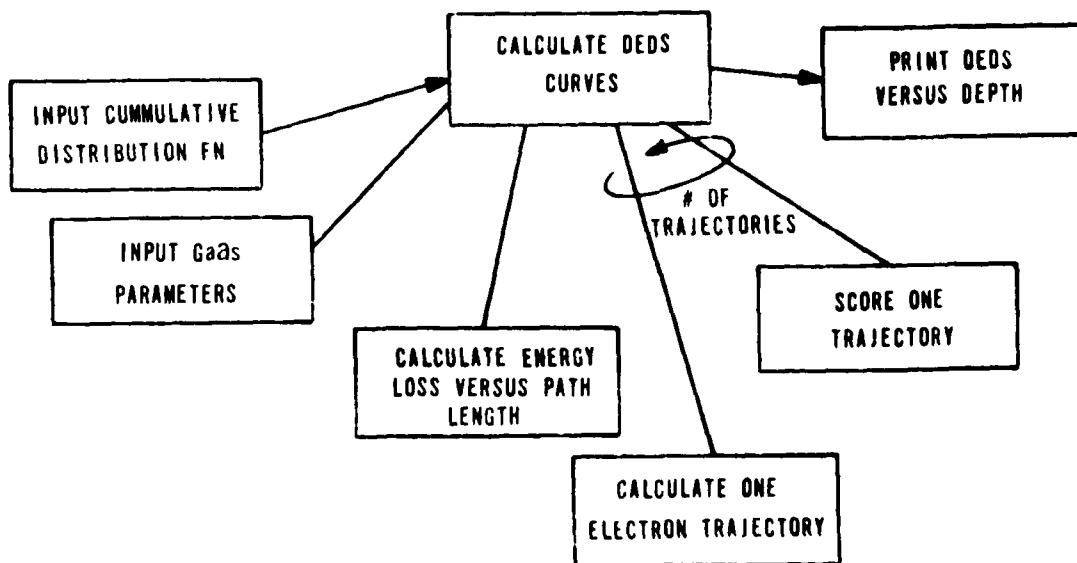 CALCULATE DEDS
CURVES
PRINT DEDS
VERSUS DEPTH
INPUT CUMMULATIVE
DISTRIBUTION FN
# OF
TRAJECTORIES
INPUT Gaas
PARAMETERS
SCORE ONE
TRAJECTORY
CALCULATE ENERGY
LOSS VERSUS PATH
LENGTH
CALCULATE ONE
ELECTRON TRAJECTORY